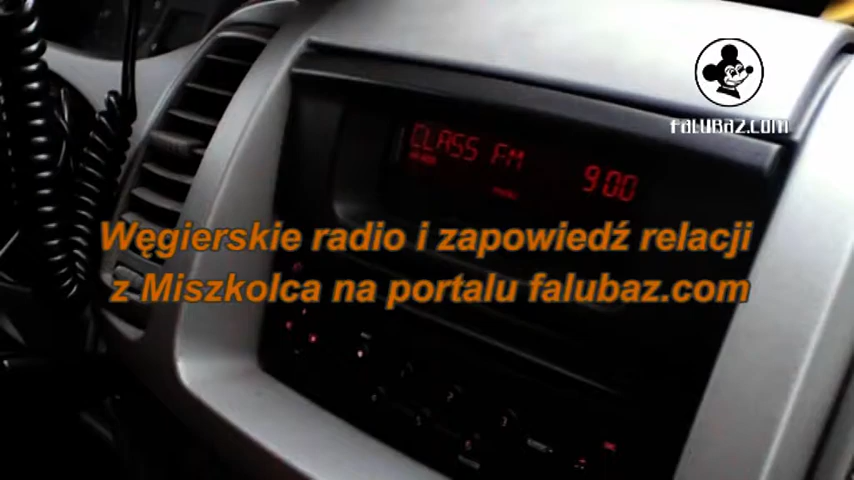 falubaz.com
CLASS FM 900
Węgierskie radio i zapowiedź relacji
z Miszkolca na portalu falubaz.com